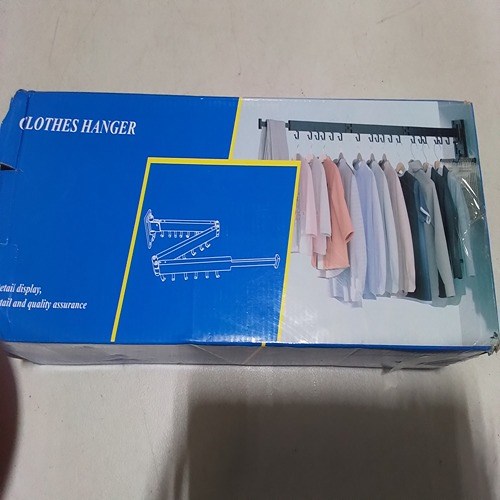 CLOTHES HANGER
etail display,
tail and quality assurance